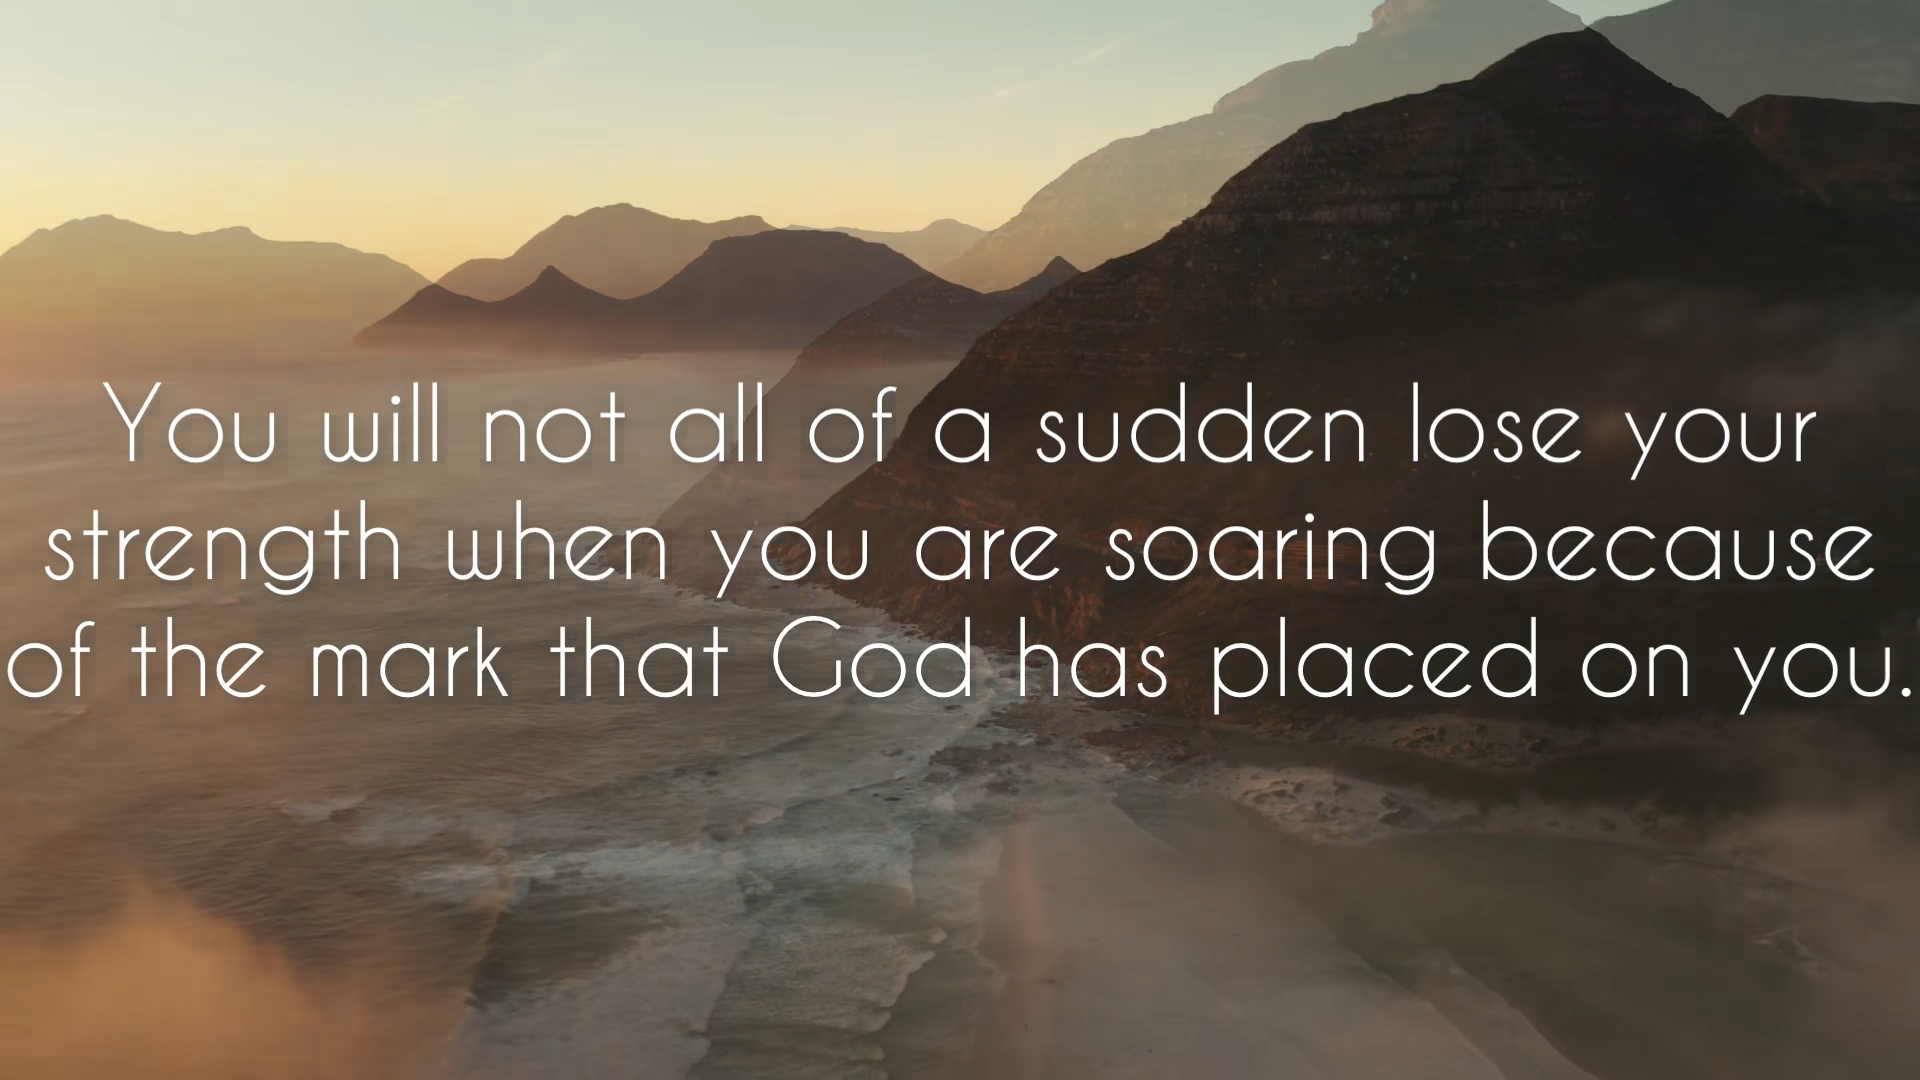 You will not all of a sudden lose your
strength when you are soaring because
of the mark that God has placed on you.